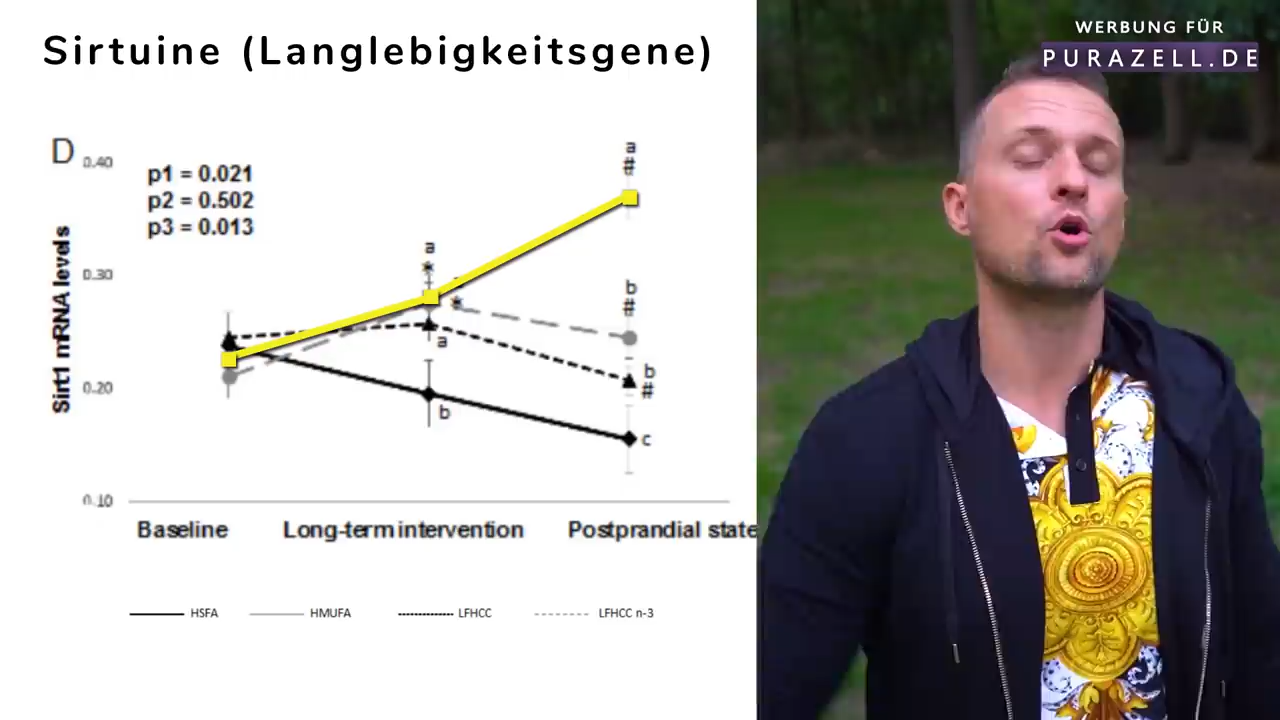 Sirtuine (Langlebigkeitsgene)
WERBUNG FÜR
PURAZELL.DE
D
0.40
p1 = 0.021
p2 = 0.502
p3 = 0.013
a
#
a
*
0.30
*
b
#
Sirt1 mRNA levels
a
b
#
0.20
b
c
0.10
Baseline
Long-term intervention
Postprandial state
HSFA
HMUFA
LFHCC
LFHCC n-3